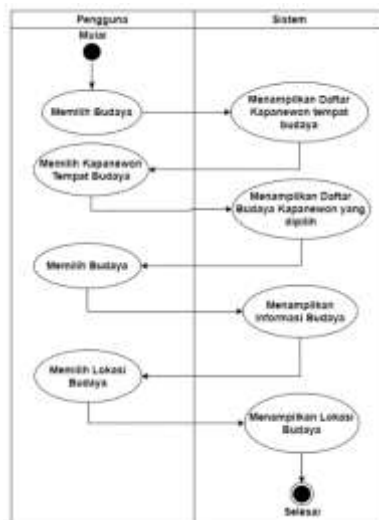 Pengguna
Sistem
Mulai
Memilih Budaya
Menampilkan Daftar
Kapanewon tempat
budaya
Memilih Kapanewon
Tempat Budaya
Menampilkan Daftar
Budaya Kapanewon yang
dipilih
Memilih Budaya
Menampilkan
Informasi Budaya
Memilih Lokasi
Budaya
Menampilkan Lokasi
Budaya
Selesai